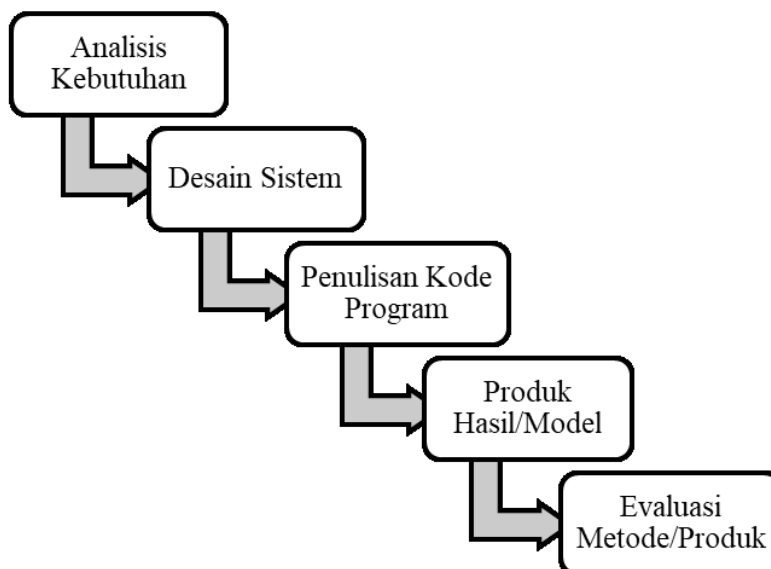 Analisis
Kebutuhan
Desain Sistem
Penulisan Kode
Program
Produk
Hasil/Model
Evaluasi
Metode/Produk